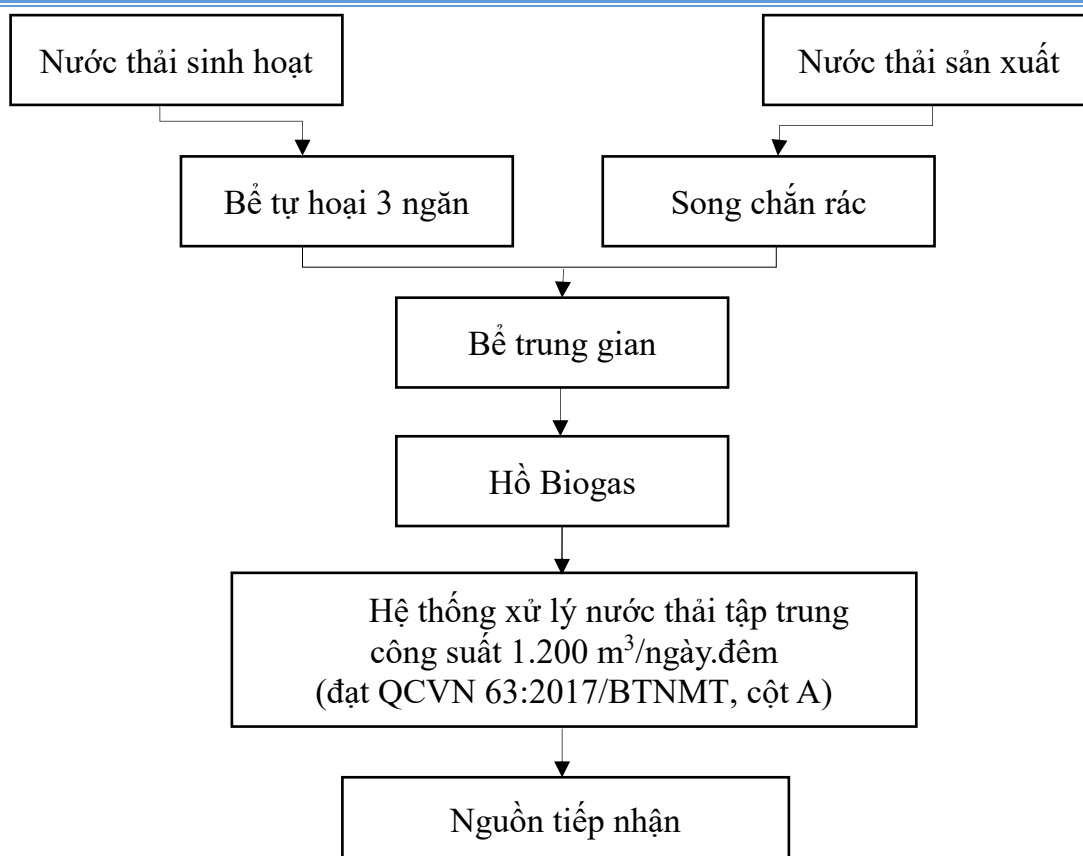 Nước thải sinh hoạt
Nước thải sản xuất
Bể tự hoại 3 ngăn
Song chắn rác
Bể trung gian
Hồ Biogas
Hệ thống xử lý nước thải tập trung
công suất 1.200 m³/ngày.đêm
(đạt QCVN 63:2017/BTNMT, cột A)
Nguồn tiếp nhận